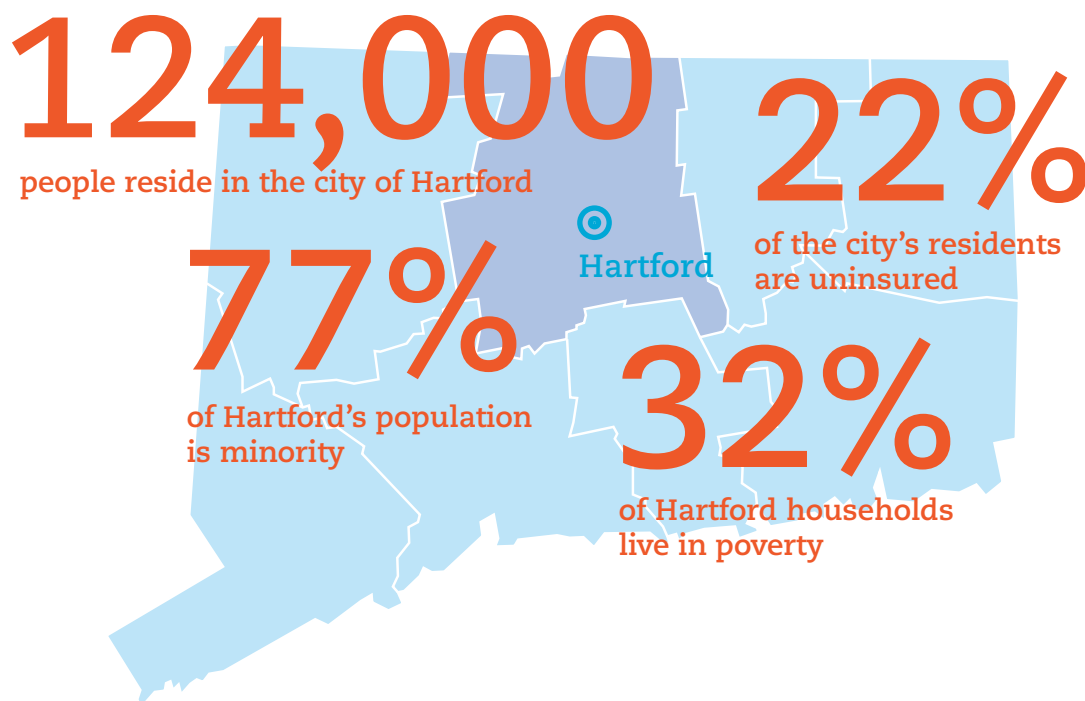 124,000
people reside in the city of Hartford
22%
of the city's residents
are uninsured
Hartford
77%
of Hartford's population
is minority
32%
of Hartford households
live in poverty